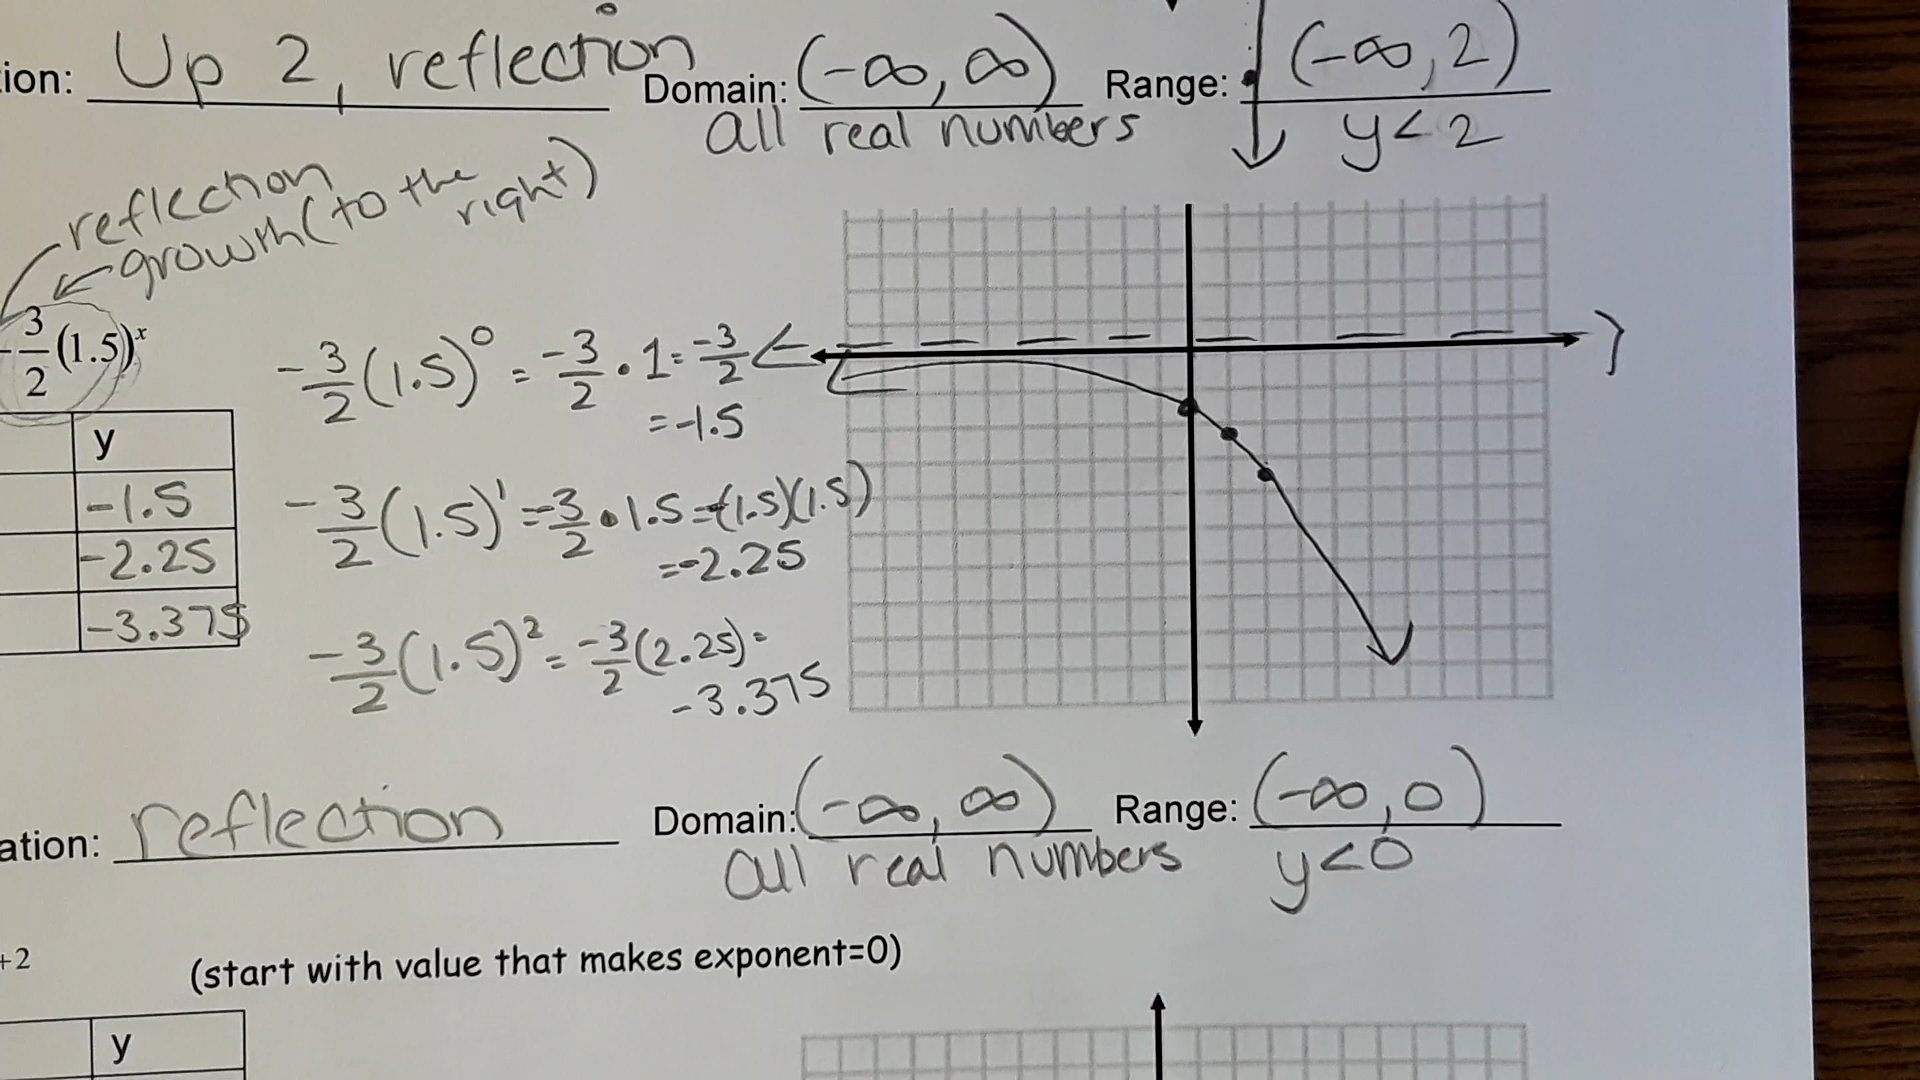 ion: Up 2, reflection Domain: (-∞, ∞) Range: (-∞, 2)
all real numbers y < 2
reflection
growth (to the right)
-3/2(1.5)^x
-3/2(1.5)^0 = -3/2 · 1 = -3/2
= -1.5
y
-1.5
-2.25
-3.375
-3/2(1.5)^1 = -3/2 · 1.5 = -(1.5)(1.5)
= -2.25
-3/2(1.5)^2 = -3/2(2.25) =
-3.375
ation: reflection Domain: (-∞, ∞) Range: (-∞, 0)
all real numbers y < 0
+2 (start with value that makes exponent=0)
y